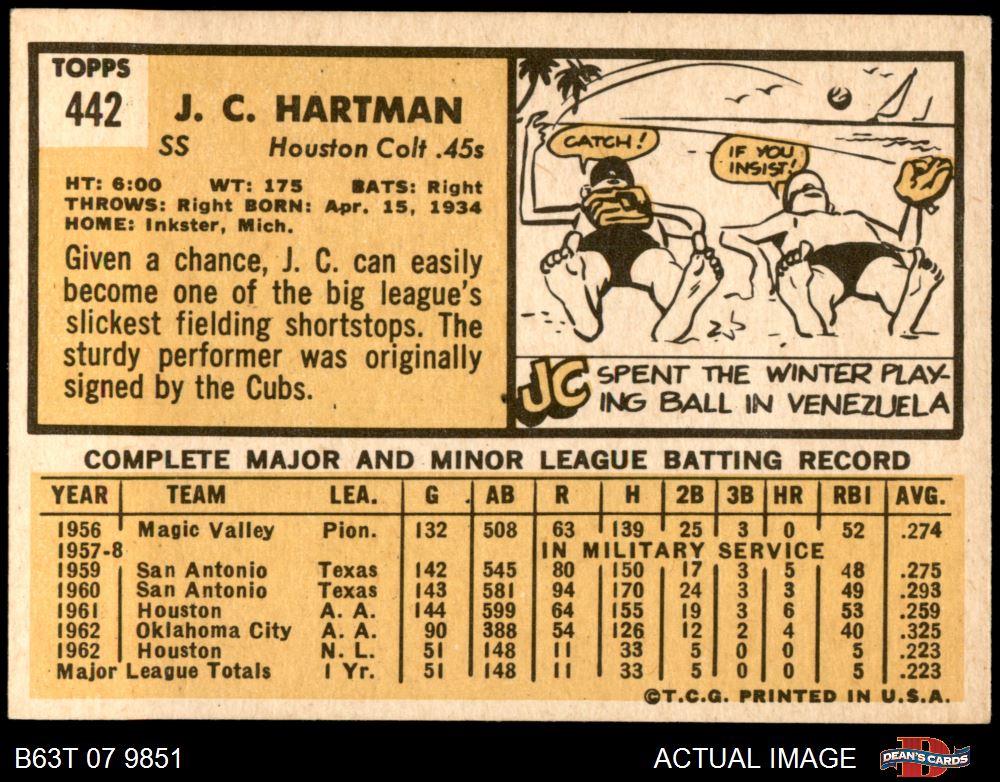 TOPPS
442
J. C. HARTMAN
SS Houston Colt .45s
HT: 6:00 WT: 175 BATS: Right
THROWS: Right BORN: Apr. 15, 1934
HOME: Inkster, Mich.
Given a chance, J. C. can easily
become one of the big league's
slickest fielding shortstops. The
sturdy performer was originally
signed by the Cubs.
CATCH!
IF YOU
INSIST!
JC SPENT THE WINTER PLAY-
ING BALL IN VENEZUELA
COMPLETE MAJOR AND MINOR LEAGUE BATTING RECORD
YEAR TEAM LEA. G AB R H 2B 3B HR RBI AVG.
1956 Magic Valley Pion. 132 508 63 139 25 3 0 52 .274
1957-8 IN MILITARY SERVICE
1959 San Antonio Texas 142 545 80 150 17 3 5 48 .275
1960 San Antonio Texas 143 581 94 170 24 3 3 49 .293
1961 Houston A. A. 144 599 64 155 19 3 6 53 .259
1962 Oklahoma City A. A. 90 388 54 126 12 2 4 40 .325
1962 Houston N. L. 51 148 11 33 5 0 0 5 .223
Major League Totals 1 Yr. 51 148 11 33 5 0 0 5 .223
©T.C.G. PRINTED IN U.S.A.
B63T 07 9851 ACTUAL IMAGE
DEAN'S CARDS